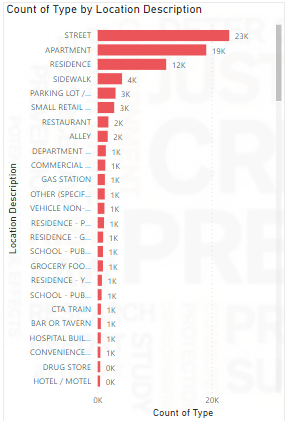 Count of Type by Location Description
STREET 23K
APARTMENT 19K
RESIDENCE 12K
SIDEWALK 4K
PARKING LOT /... 3K
SMALL RETAIL ... 3K
RESTAURANT 2K
ALLEY 2K
DEPARTMENT ... 1K
COMMERCIAL ... 1K
GAS STATION 1K
OTHER (SPECIF... 1K
VEHICLE NON-... 1K
RESIDENCE - P... 1K
RESIDENCE - G... 1K
SCHOOL - PUB... 1K
GROCERY FOO... 1K
RESIDENCE - Y... 1K
SCHOOL - PUB... 1K
CTA TRAIN 1K
BAR OR TAVERN 1K
HOSPITAL BUIL... 1K
CONVENIENCE... 1K
DRUG STORE 0K
HOTEL / MOTEL 0K
Location Description
0K 20K
Count of Type